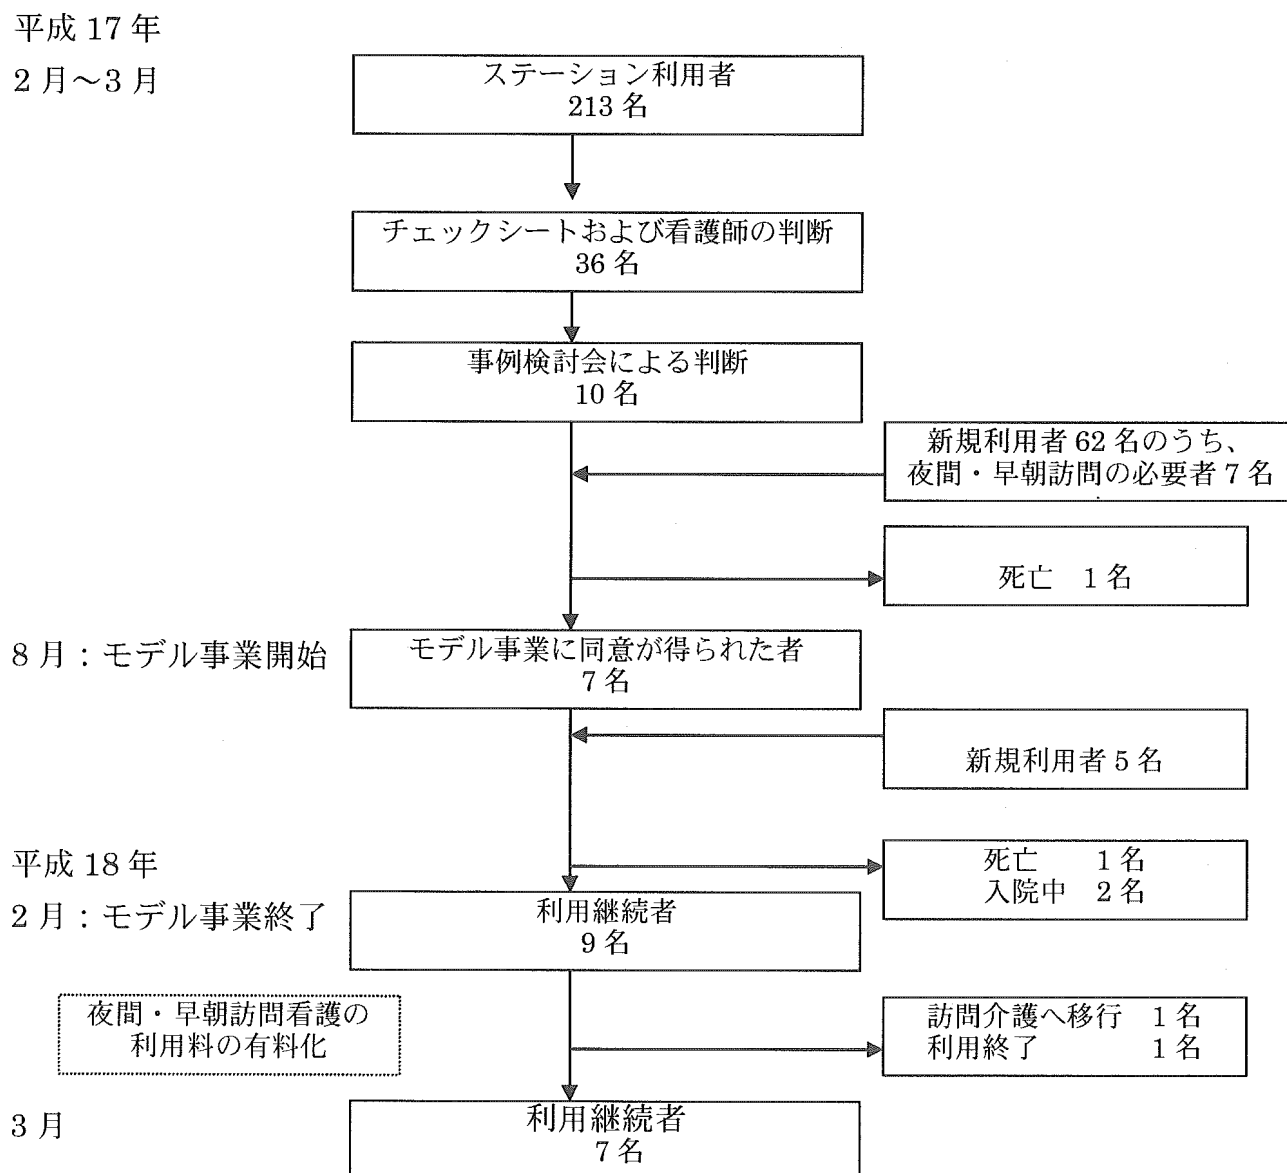 平成 17 年
2 月～3 月
ステーション利用者
213 名
チェックシートおよび看護師の判断
36 名
事例検討会による判断
10 名
新規利用者 62 名のうち、
夜間・早朝訪問の必要者 7 名
死亡 1 名
8 月：モデル事業開始
モデル事業に同意が得られた者
7 名
新規利用者 5 名
平成 18 年
死亡 1 名
入院中 2 名
2 月：モデル事業終了
利用継続者
9 名
夜間・早朝訪問看護の
利用料の有料化
訪問介護へ移行 1 名
利用終了 1 名
3 月
利用継続者
7 名